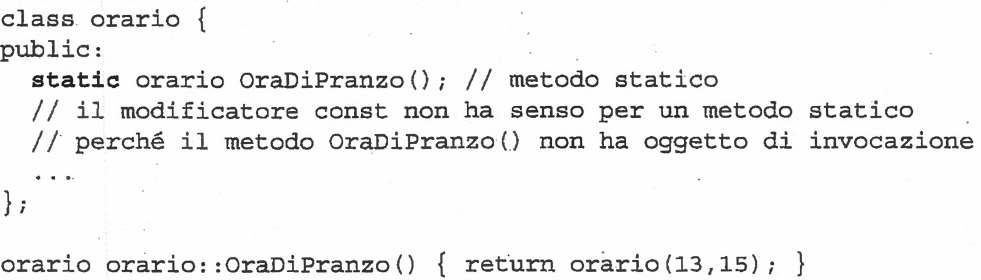 class orario {
public:
  static orario OraDiPranzo(); // metodo statico
  // il modificatore const non ha senso per un metodo statico
  // perché il metodo OraDiPranzo() non ha oggetto di invocazione
  ...
};

orario orario::OraDiPranzo() { return orario(13,15); }